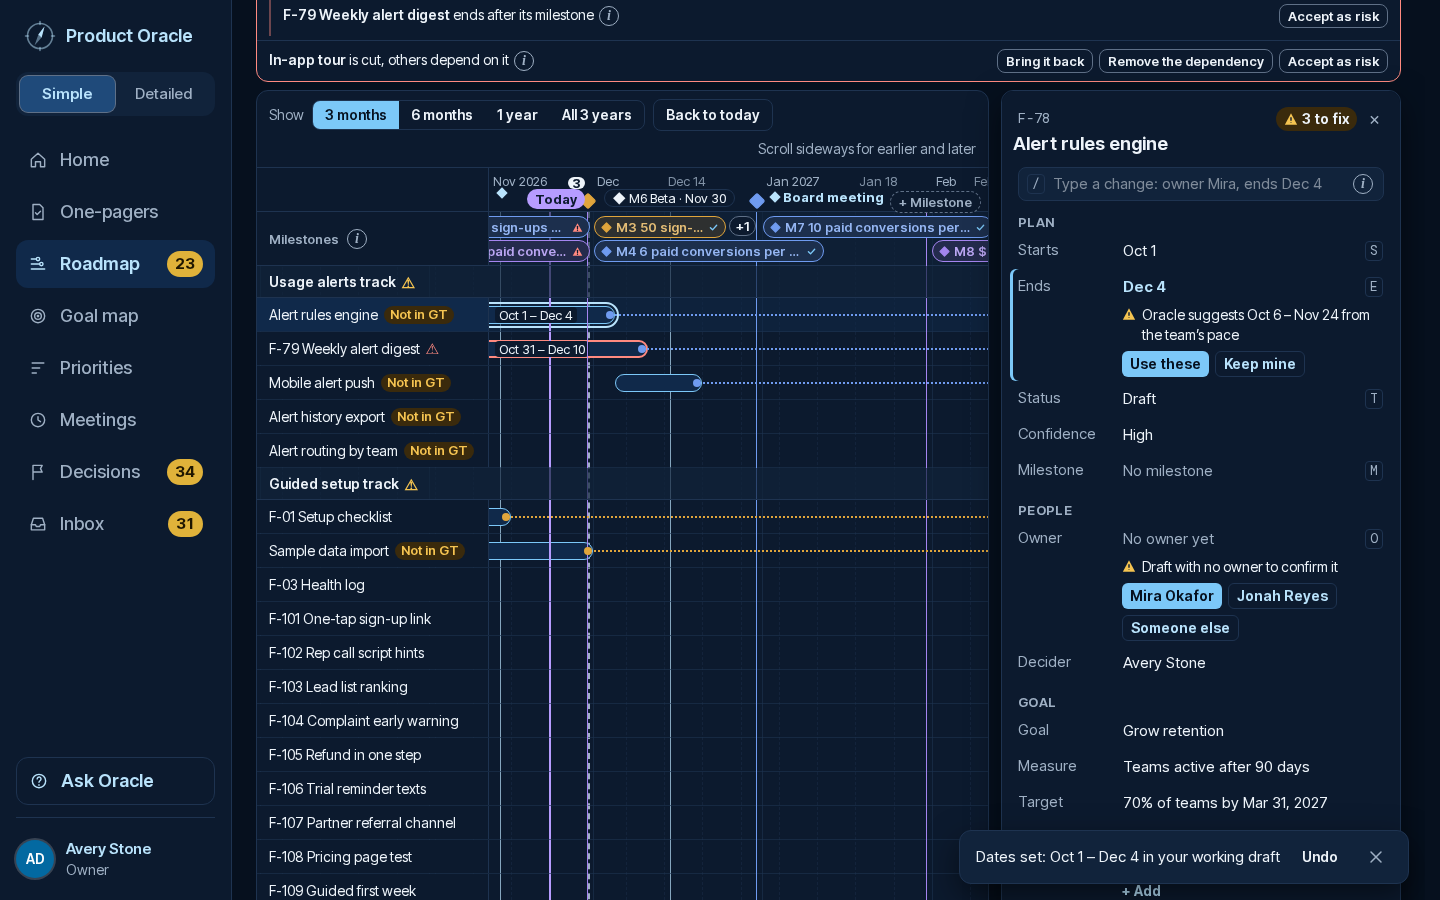 Product Oracle
Simple
Detailed
Home
One-pagers
Roadmap
23
Goal map
Priorities
Meetings
Decisions
34
Inbox
31
Ask Oracle
AD
Avery Stone
Owner
F-79 Weekly alert digest ends after its milestone i
Accept as risk
In-app tour is cut, others depend on it i
Bring it back
Remove the dependency
Accept as risk
Show
3 months
6 months
1 year
All 3 years
Back to today
Scroll sideways for earlier and later
Nov 2026
3
Dec
Dec 14
Jan 2027
Jan 18
Feb
Fe
Today
M6 Beta · Nov 30
Board meeting
+ Milestone
Milestones i
sign-ups ...
M3 50 sign-...
+1
M7 10 paid conversions per...
paid conve...
M4 6 paid conversions per ...
M8 $
Usage alerts track
Alert rules engine Not in GT
Oct 1 – Dec 4
F-79 Weekly alert digest
Oct 31 – Dec 10
Mobile alert push Not in GT
Alert history export Not in GT
Alert routing by team Not in GT
Guided setup track
F-01 Setup checklist
Sample data import Not in GT
F-03 Health log
F-101 One-tap sign-up link
F-102 Rep call script hints
F-103 Lead list ranking
F-104 Complaint early warning
F-105 Refund in one step
F-106 Trial reminder texts
F-107 Partner referral channel
F-108 Pricing page test
F-109 Guided first week
F-78
3 to fix
×
Alert rules engine
/ Type a change: owner Mira, ends Dec 4 i
PLAN
Starts Oct 1 S
Ends Dec 4 E
Oracle suggests Oct 6 – Nov 24 from
the team's pace
Use these
Keep mine
Status Draft T
Confidence High
Milestone No milestone M
PEOPLE
Owner No owner yet O
Draft with no owner to confirm it
Mira Okafor
Jonah Reyes
Someone else
Decider Avery Stone
GOAL
Goal Grow retention
Measure Teams active after 90 days
Target 70% of teams by Mar 31, 2027
Dates set: Oct 1 – Dec 4 in your working draft
Undo
+ Add